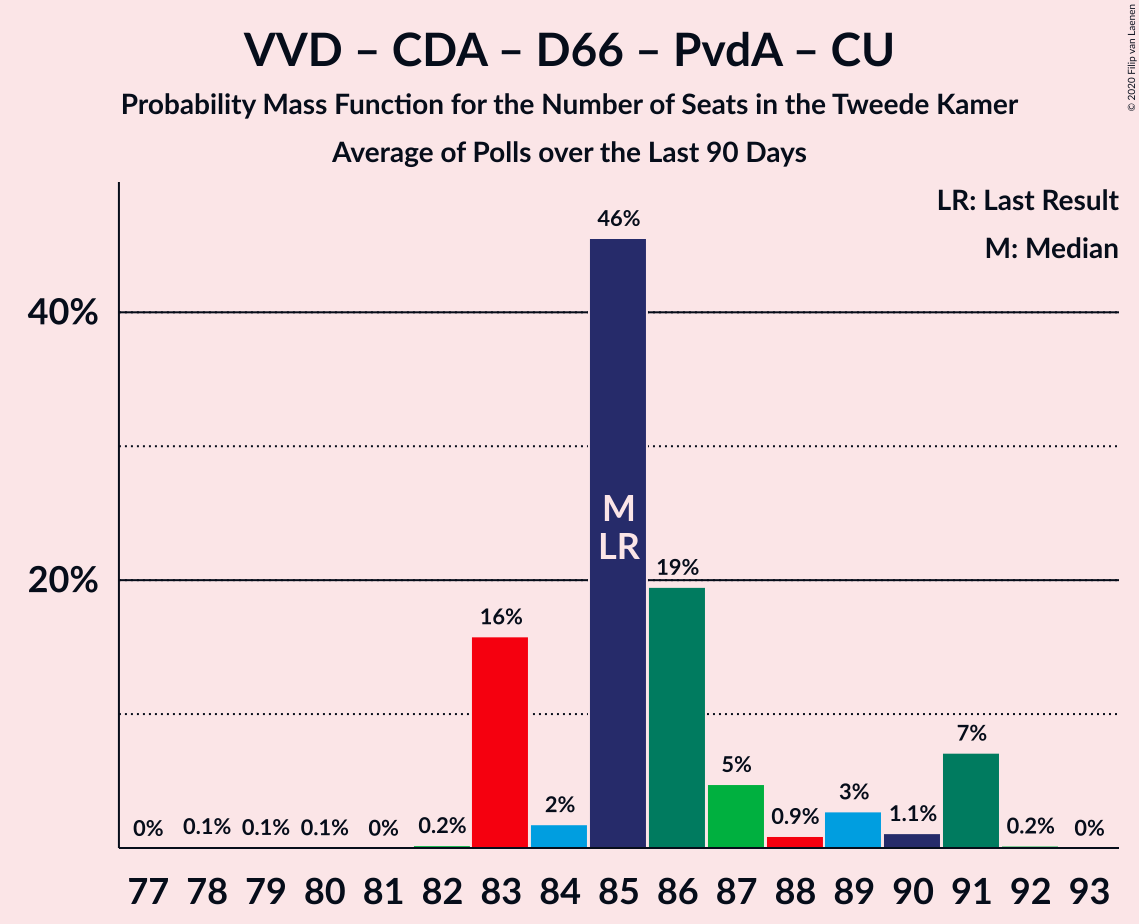 VVD – CDA – D66 – PvdA – CU
Probability Mass Function for the Number of Seats in the Tweede Kamer
Average of Polls over the Last 90 Days
© 2020 Filip van Laenen
LR: Last Result
M: Median
40%
20%
0%
0.1%
0.1%
0.1%
0%
0.2%
16%
2%
46%
M
LR
19%
5%
0.9%
3%
1.1%
7%
0.2%
0%
77 78 79 80 81 82 83 84 85 86 87 88 89 90 91 92 93